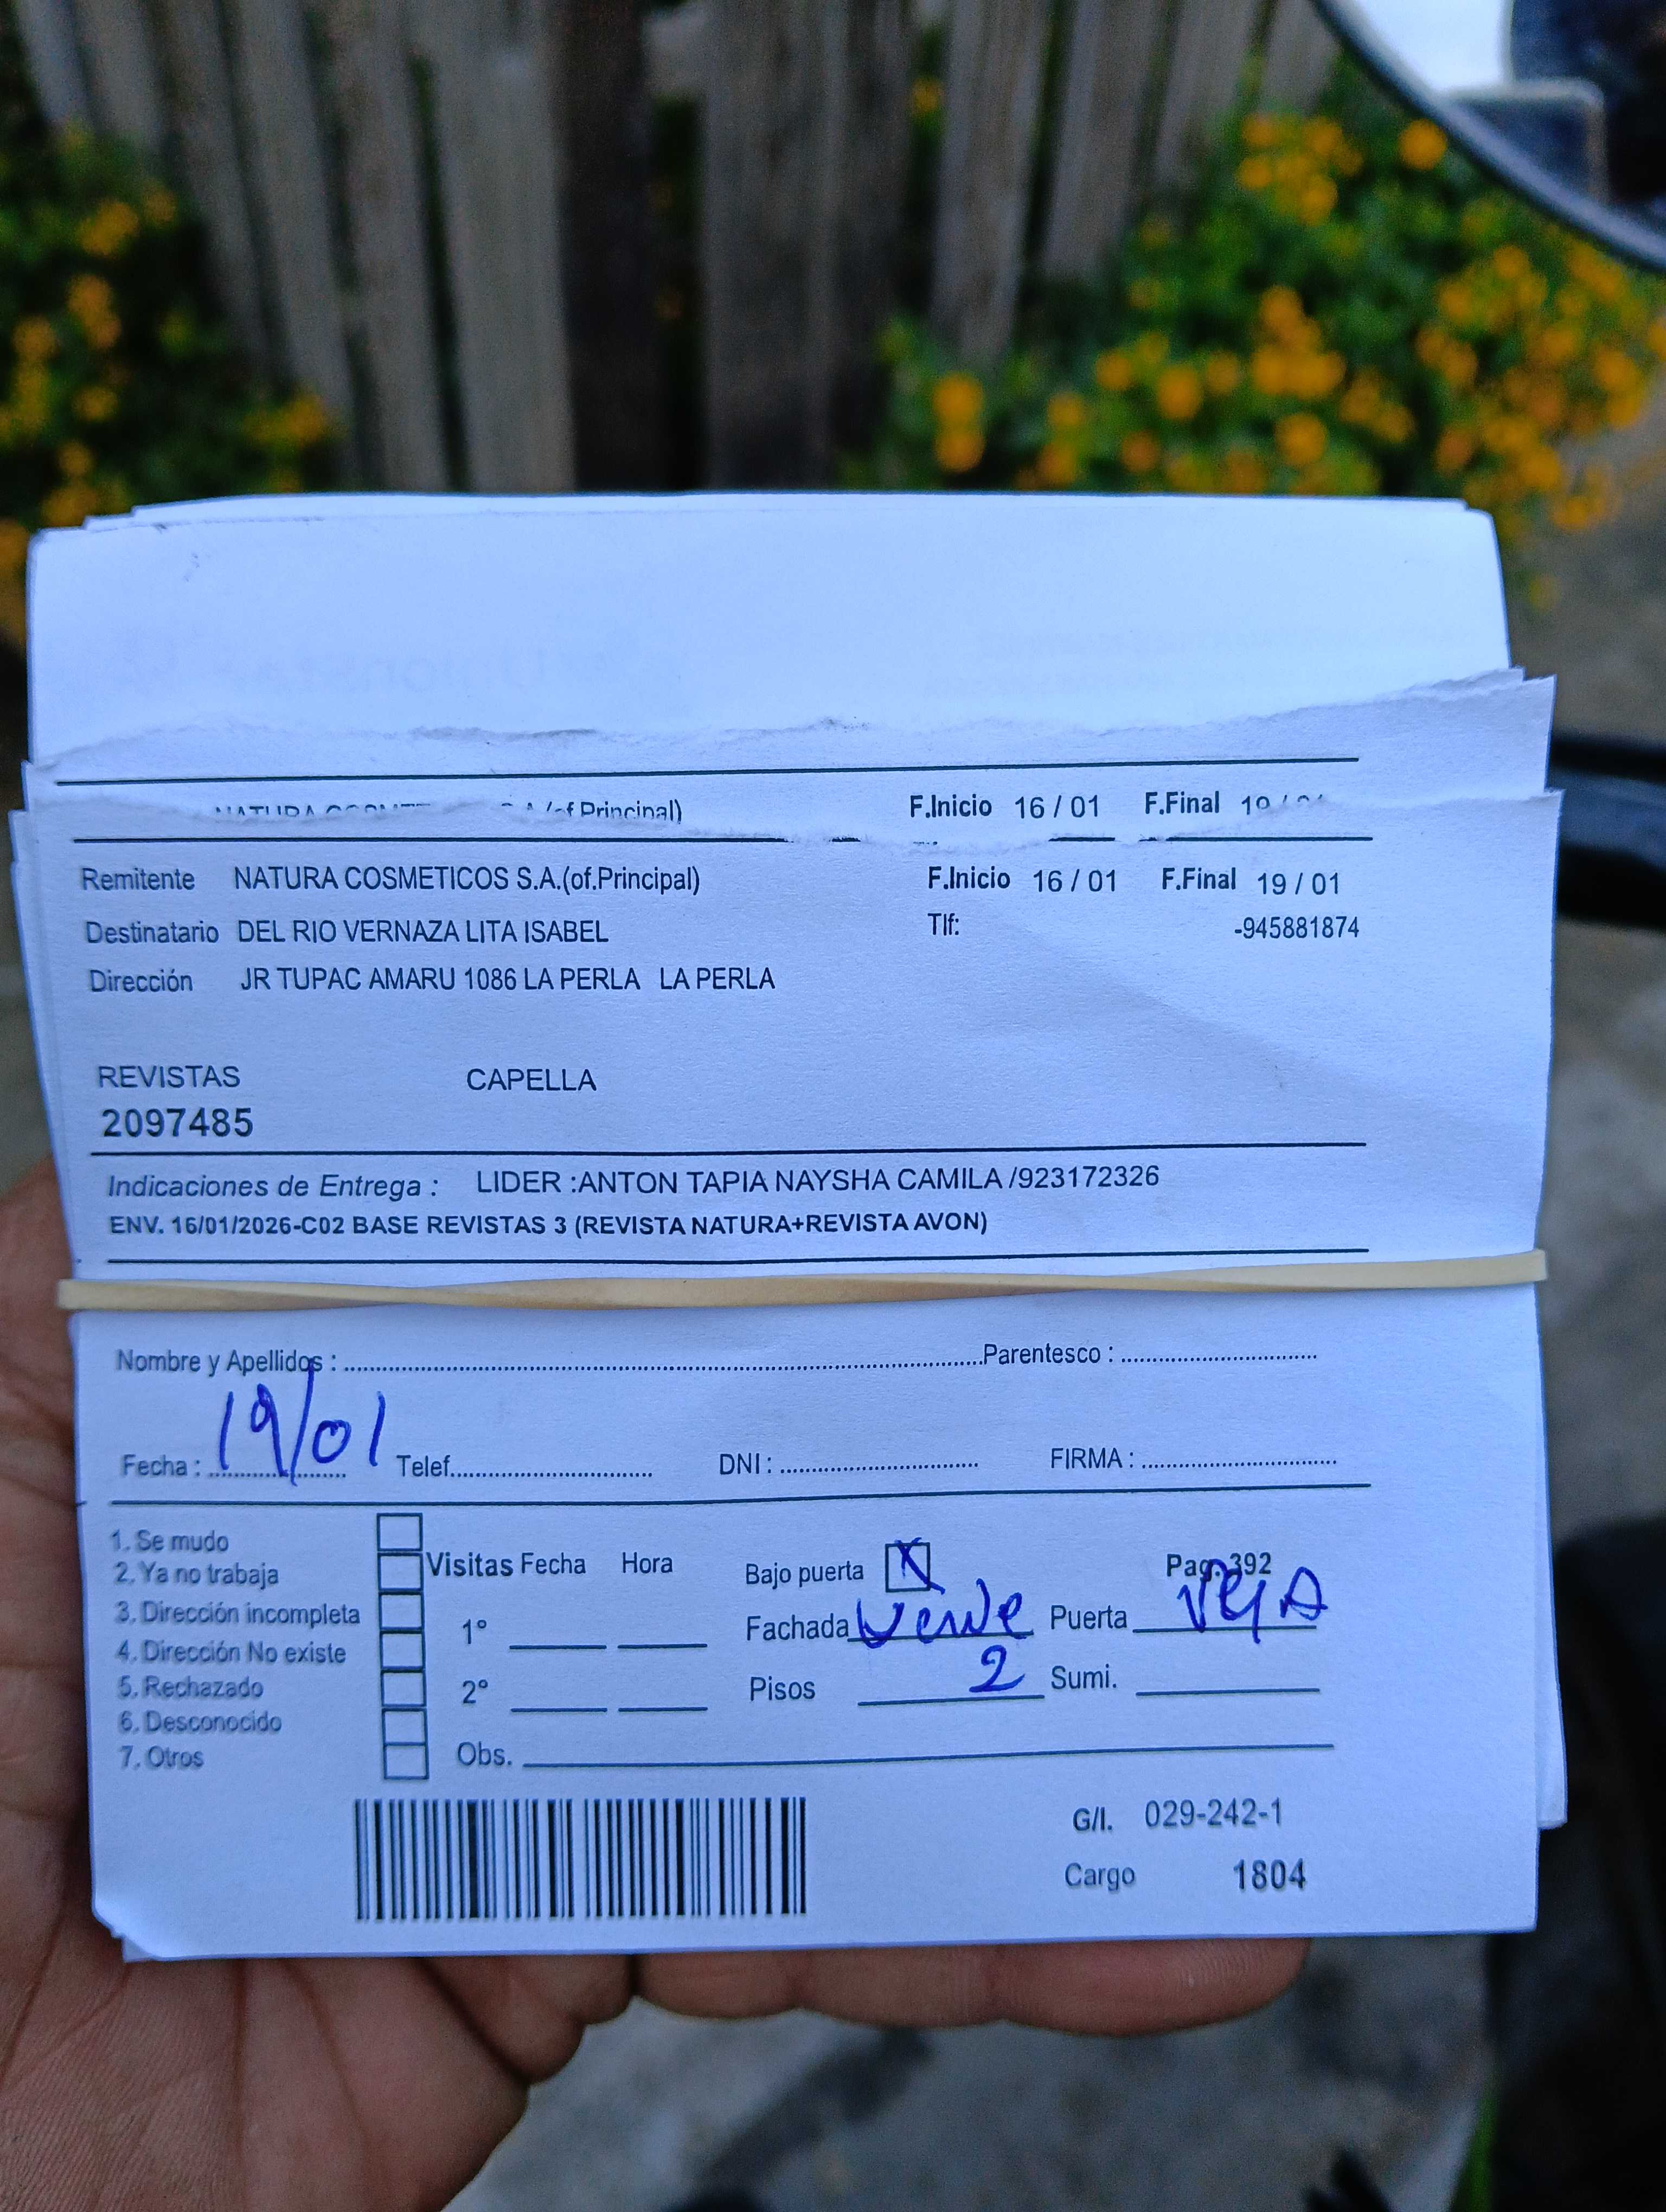 (of.Principal) F.Inicio 16 / 01 F.Final 19 / 01
Remitente NATURA COSMETICOS S.A.(of.Principal) F.Inicio 16 / 01 F.Final 19 / 01
Destinatario DEL RIO VERNAZA LITA ISABEL Tlf: -945881874
Dirección JR TUPAC AMARU 1086 LA PERLA LA PERLA
REVISTAS CAPELLA
2097485
Indicaciones de Entrega : LIDER :ANTON TAPIA NAYSHA CAMILA /923172326
ENV. 16/01/2026-C02 BASE REVISTAS 3 (REVISTA NATURA+REVISTA AVON)
Nombre y Apellidos : Parentesco :
Fecha : 19/01 Telef. DNI : FIRMA :
1. Se mudo
2. Ya no trabaja
3. Dirección incompleta
4. Dirección No existe
5. Rechazado
6. Desconocido
7. Otros
Visitas Fecha Hora
1°
2°
Obs.
Bajo puerta X Pag. 392
Fachada Verde Puerta Reja
Pisos 2 Sumi.
G/I. 029-242-1
Cargo 1804